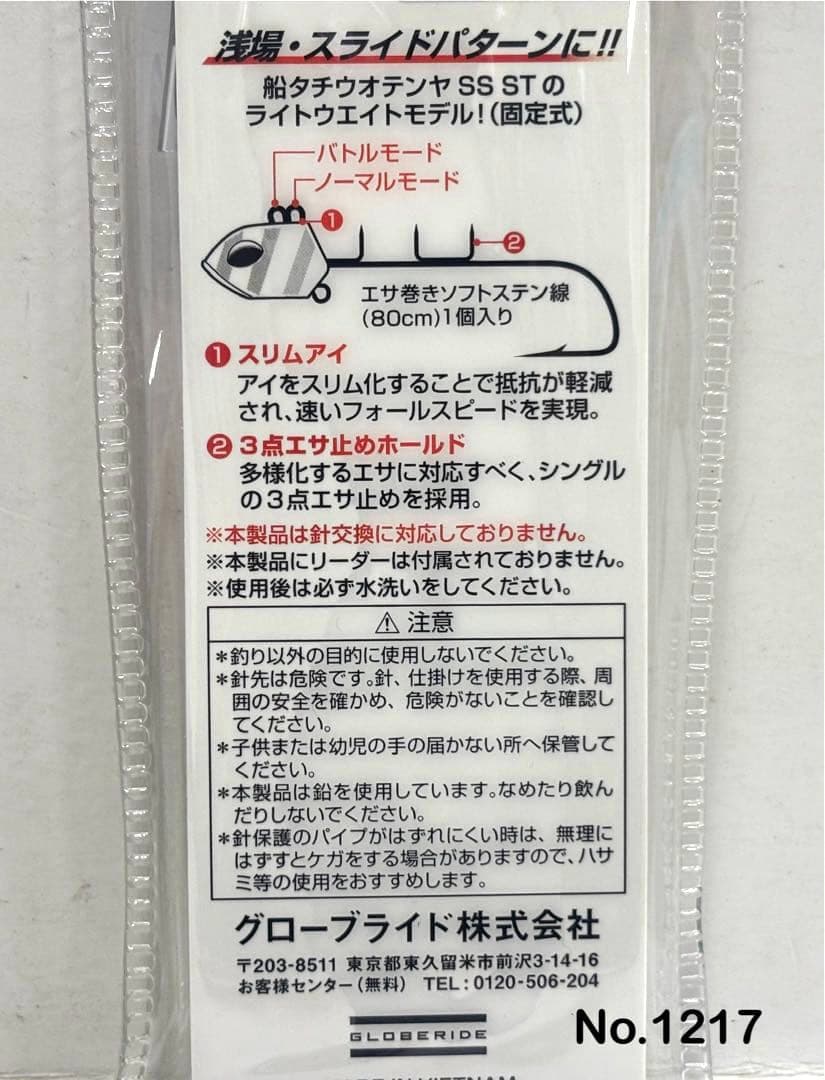 浅場・スライドパターンに!!
船タチウオテンヤ SS STの
ライトウエイトモデル!(固定式)
バトルモード
ノーマルモード
1
2
エサ巻きソフトステン線
(80cm)1個入り
1 スリムアイ
アイをスリム化することで抵抗が軽減
され、速いフォールスピードを実現。
2 3点エサ止めホールド
多様化するエサに対応すべく、シングル
の3点エサ止めを採用。
※本製品は針交換に対応しておりません。
※本製品にリーダーは付属されておりません。
※使用後は必ず水洗いをしてください。
⚠ 注意
*釣り以外の目的に使用しないでください。
*針先は危険です。針、仕掛けを使用する際、周
囲の安全を確かめ、危険がないことを確認し
てください。
*子供または幼児の手の届かない所へ保管して
ください。
*本製品は鉛を使用しています。なめたり飲ん
だりしないでください。
*針保護のパイプがはずれにくい時は、無理に
はずすとケガをする場合がありますので、ハサ
ミ等の使用をおすすめします。
グローブライド株式会社
〒203-8511 東京都東久留米市前沢3-14-16
お客様センター(無料) TEL:0120-506-204
GLOBERIDE
No.1217